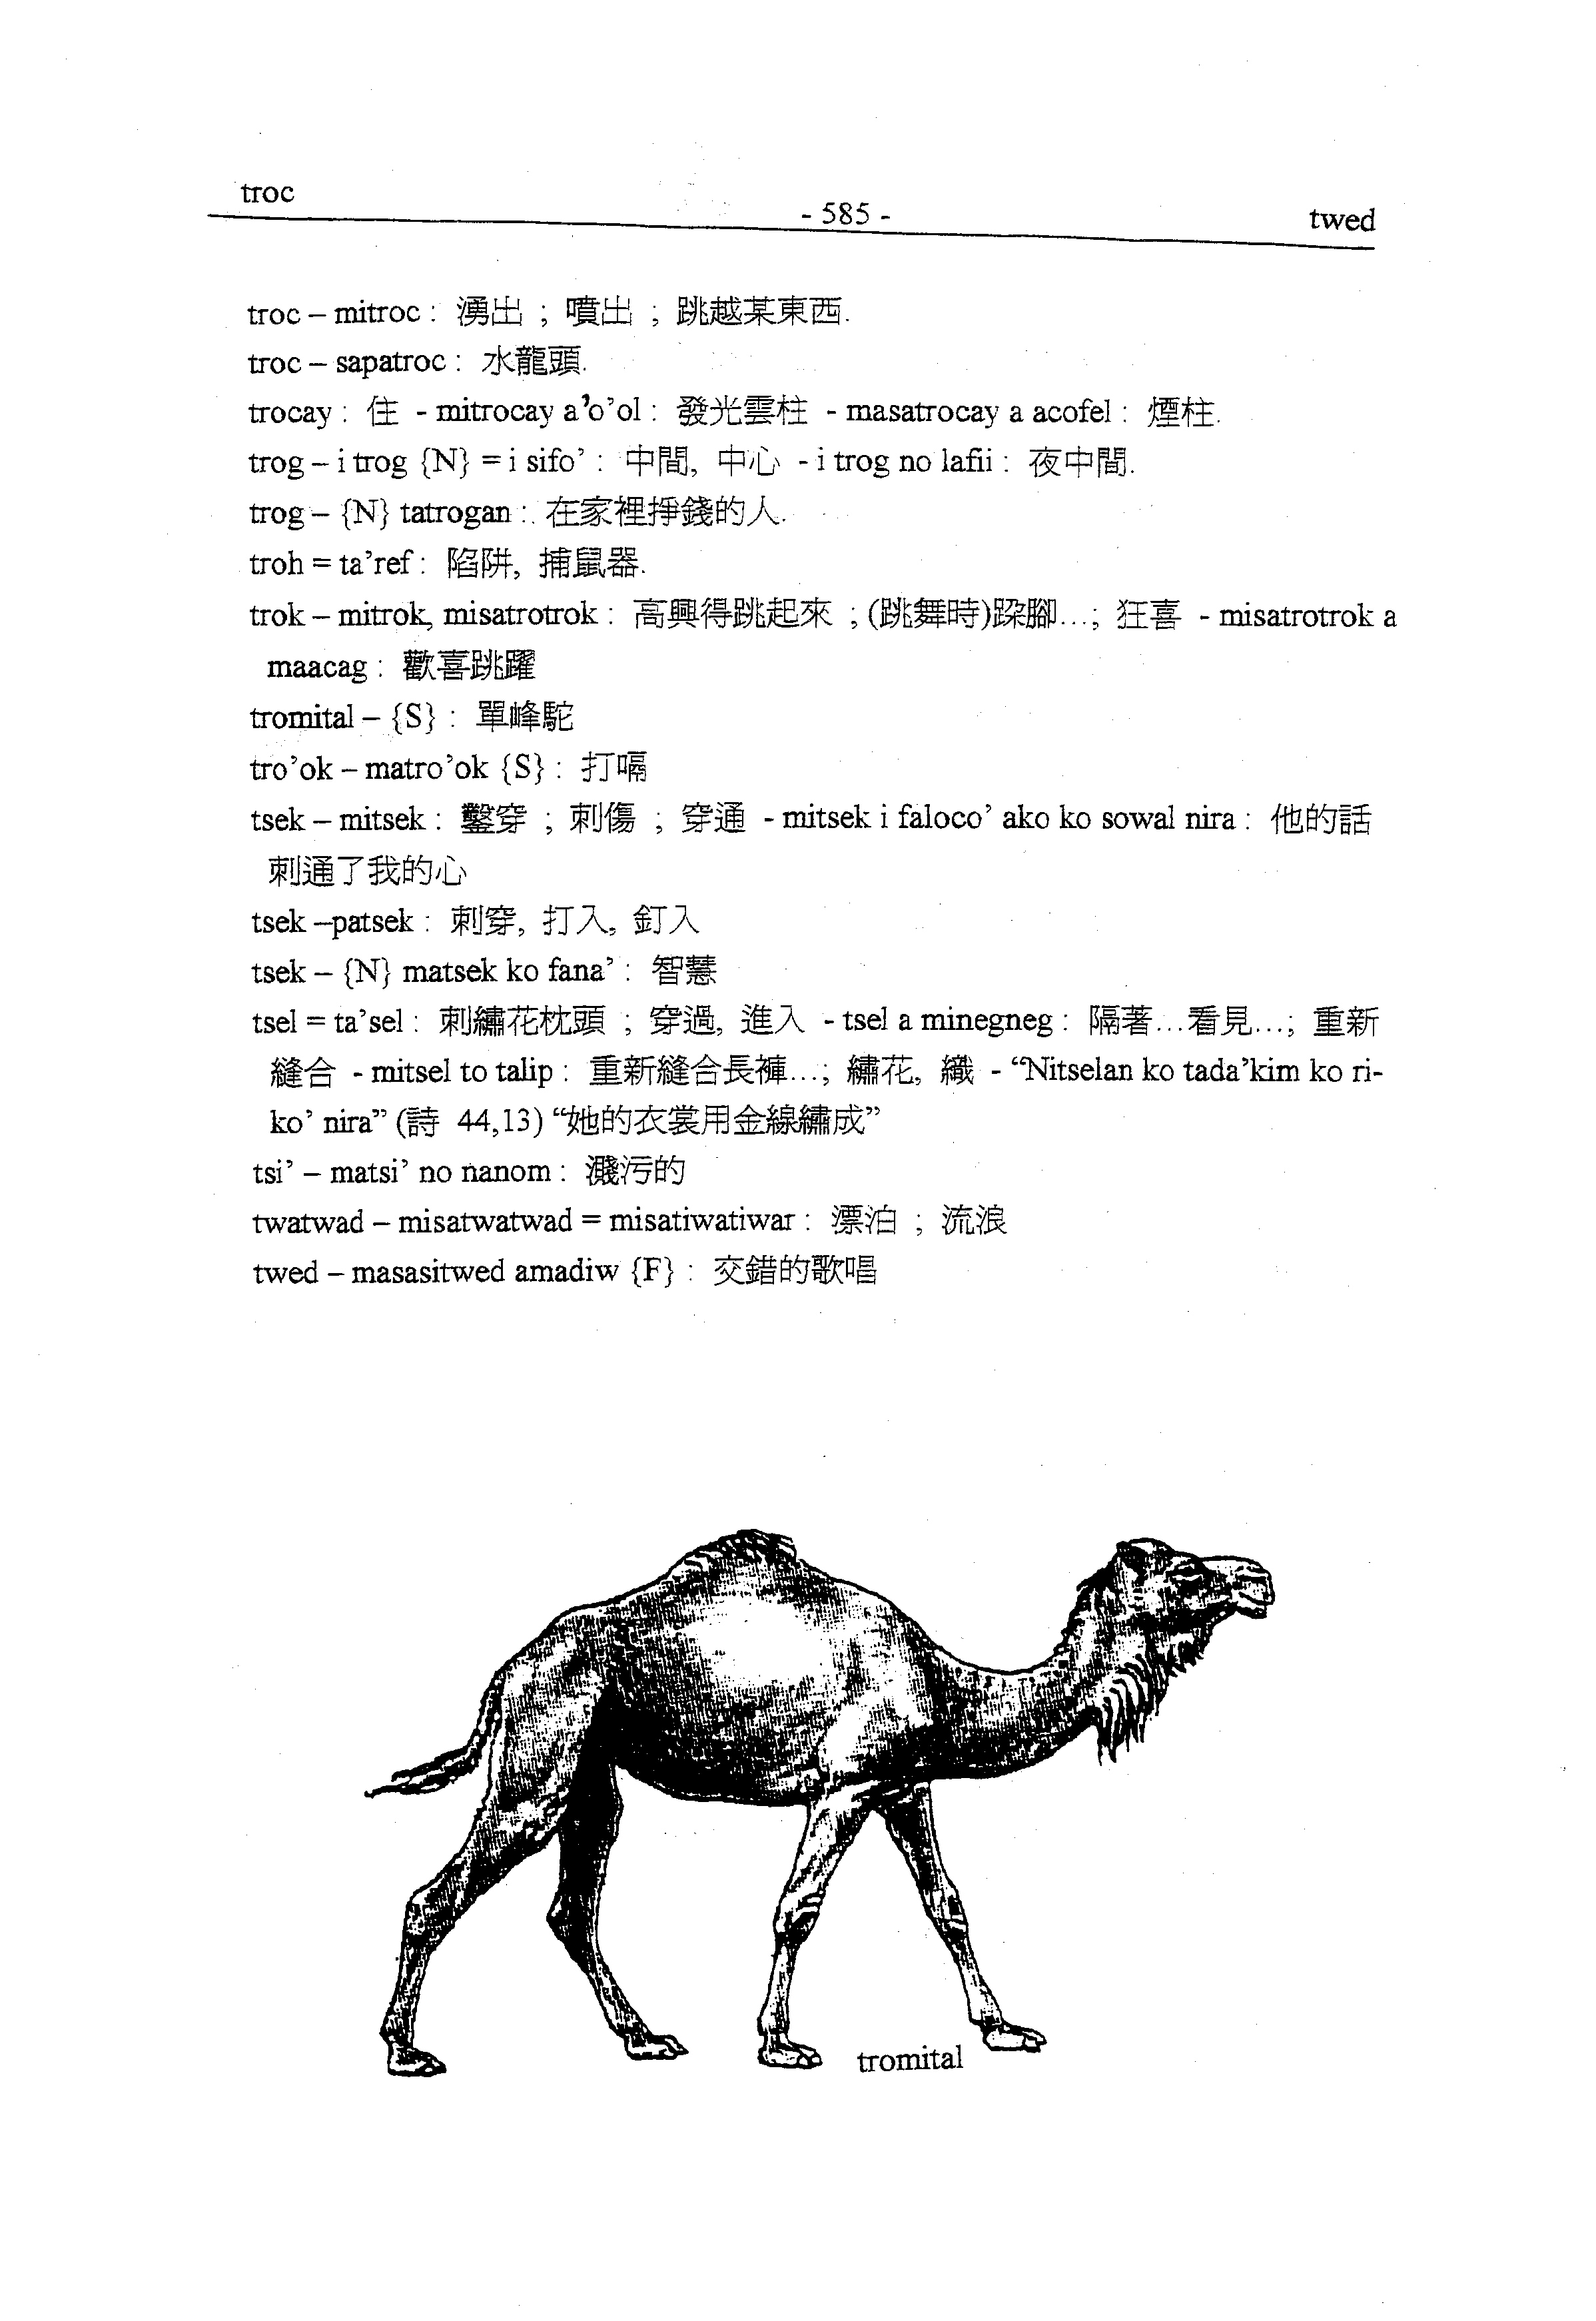 troc
- 585 -
twed
troc – mitroc : 湧出 ; 噴出 ; 跳越某東西.
troc – sapatroc : 水龍頭.
trocay : 住 - mitrocay a’o’ol : 發光雲柱 - masatrocay a acofel : 煙柱.
trog – i trog {N} = i sifo’ : 中間, 中心 - i trog no lafii : 夜中間.
trog – {N} tatrogan : 在家裡掙錢的人.
troh = ta’ref : 陷阱, 捕鼠器.
trok – mitrok, misatrotrok : 高興得跳起來 ; (跳舞時)跺腳...; 狂喜 - misatrotrok a
maacag : 歡喜跳躍
tromital – {S} : 單峰駝
tro’ok – matro’ok {S} : 打嗝
tsek – mitsek : 鑿穿 ; 刺傷 ; 穿通 - mitsek i faloco’ ako ko sowal nira : 他的話
刺通了我的心
tsek –patsek : 刺穿, 打入, 釘入
tsek – {N} matsek ko fana’ : 智慧
tsel = ta’sel : 刺繡花枕頭 ; 穿過, 進入 - tsel a minegneg : 隔著...看見...; 重新
縫合 - mitsel to talip : 重新縫合長褲...; 繡花, 織 - “Nitselan ko tada’kim ko ri-
ko’ nira” (詩 44,13) “她的衣裳用金線繡成”
tsi’ – matsi’ no nanom : 濺污的
twatwad – misatwatwad = misatiwatiwar : 漂泊 ; 流浪
twed – masasitwed amadiw {F} : 交錯的歌唱
tromital